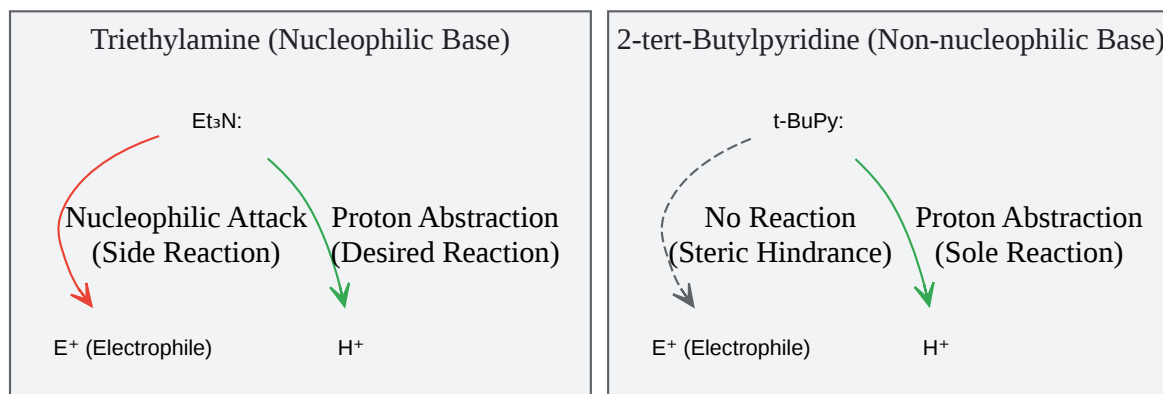 Triethylamine (Nucleophilic Base)
Et₃N:
Nucleophilic Attack
(Side Reaction)
Proton Abstraction
(Desired Reaction)
E⁺ (Electrophile)
H⁺
2-tert-Butylpyridine (Non-nucleophilic Base)
t-BuPy:
No Reaction
(Steric Hindrance)
Proton Abstraction
(Sole Reaction)
E⁺ (Electrophile)
H⁺